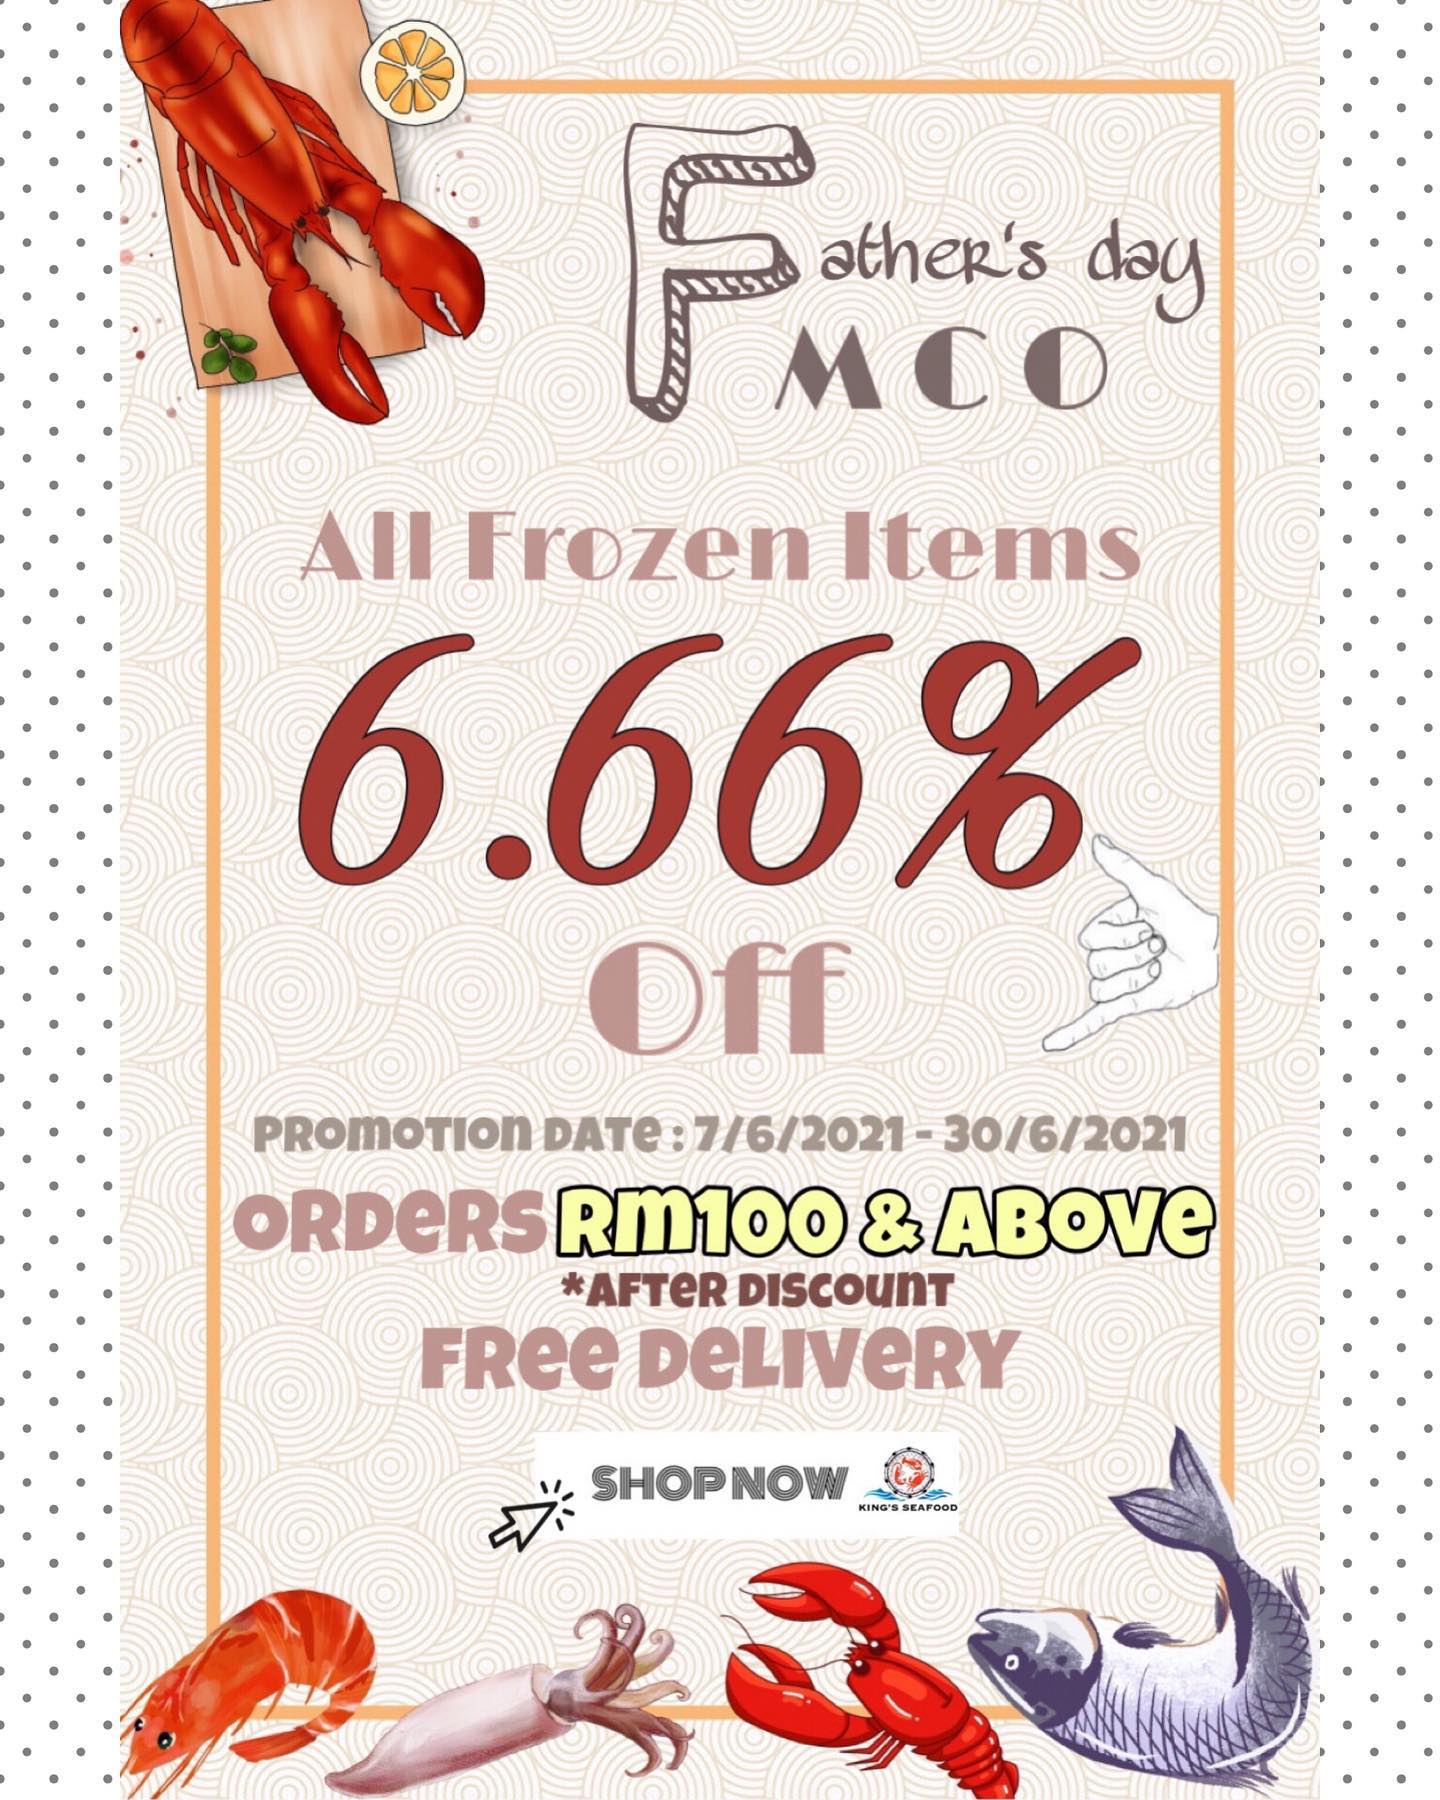 Father's day
MCO
All Frozen Items
6.66%
Off
PROMOTION DATE : 7/6/2021 - 30/6/2021
ORDERS RM100 & ABOVE
*AFTER DISCOUNT
FREE DELIVERY
SHOP NOW
KING'S SEAFOOD